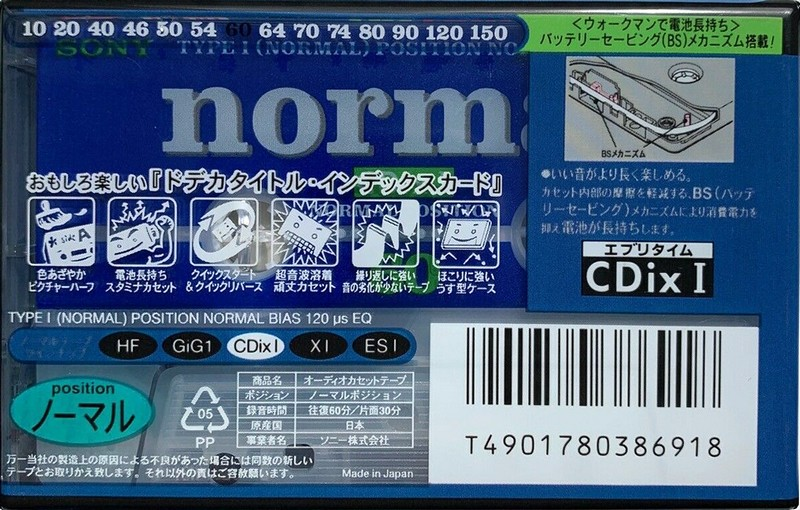 10 20 40 46 50 54 60 64 70 74 80 90 120 150
SONY TYPE I (NORMAL) POSITION NO
norma
<ウォークマンで電池長持ち>
バッテリーセービング(BS)メカニズム搭載!
BSメカニズム
●いい音がより長く楽しめる。
カセット内部の摩擦を軽減する、BS(バッテ
リーセービング)メカニズムにより消費電力を
抑え電池が長持ちします。
エブリタイム
CDix I
おもしろ楽しい『ドデカタイトル・インデックスカード』
NORMAL POSITION
色あざやか
ピクチャーハーフ
電池長持ち
スタミナカセット
クイックスタート
&クイックリバース
超音波溶着
頑丈カセット
繰り返しに強い
音の劣化が少ないテープ
ほこりに強い
うす型ケース
TYPE I (NORMAL) POSITION NORMAL BIAS 120 μs EQ
ノーマルテープ
ラインナップ
HF GiG1 CDix I X I ES I
position
ノーマル
05
PP
商品名 オーディオカセットテープ
ポジション ノーマルポジション
録音時間 往復60分/片面30分
原産国 日本
事業者名 ソニー株式会社
万一当社の製造上の原因による不良があった場合には同数の新しい
テープとお取りかえ致します。それ以外の責はご容赦願います。
Made in Japan
T4901780386918